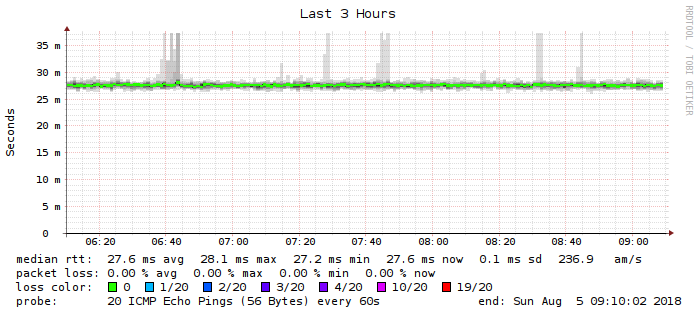 Last 3 Hours
RRDTOOL / TOBI OETIKER
Seconds
35 m
30 m
25 m
20 m
15 m
10 m
5 m
0
06:20 06:40 07:00 07:20 07:40 08:00 08:20 08:40 09:00
median rtt: 27.6 ms avg 28.1 ms max 27.2 ms min 27.6 ms now 0.1 ms sd 236.9 am/s
packet loss: 0.00 % avg 0.00 % max 0.00 % min 0.00 % now
loss color: 0 1/20 2/20 3/20 4/20 10/20 19/20
probe: 20 ICMP Echo Pings (56 Bytes) every 60s end: Sun Aug 5 09:10:02 2018